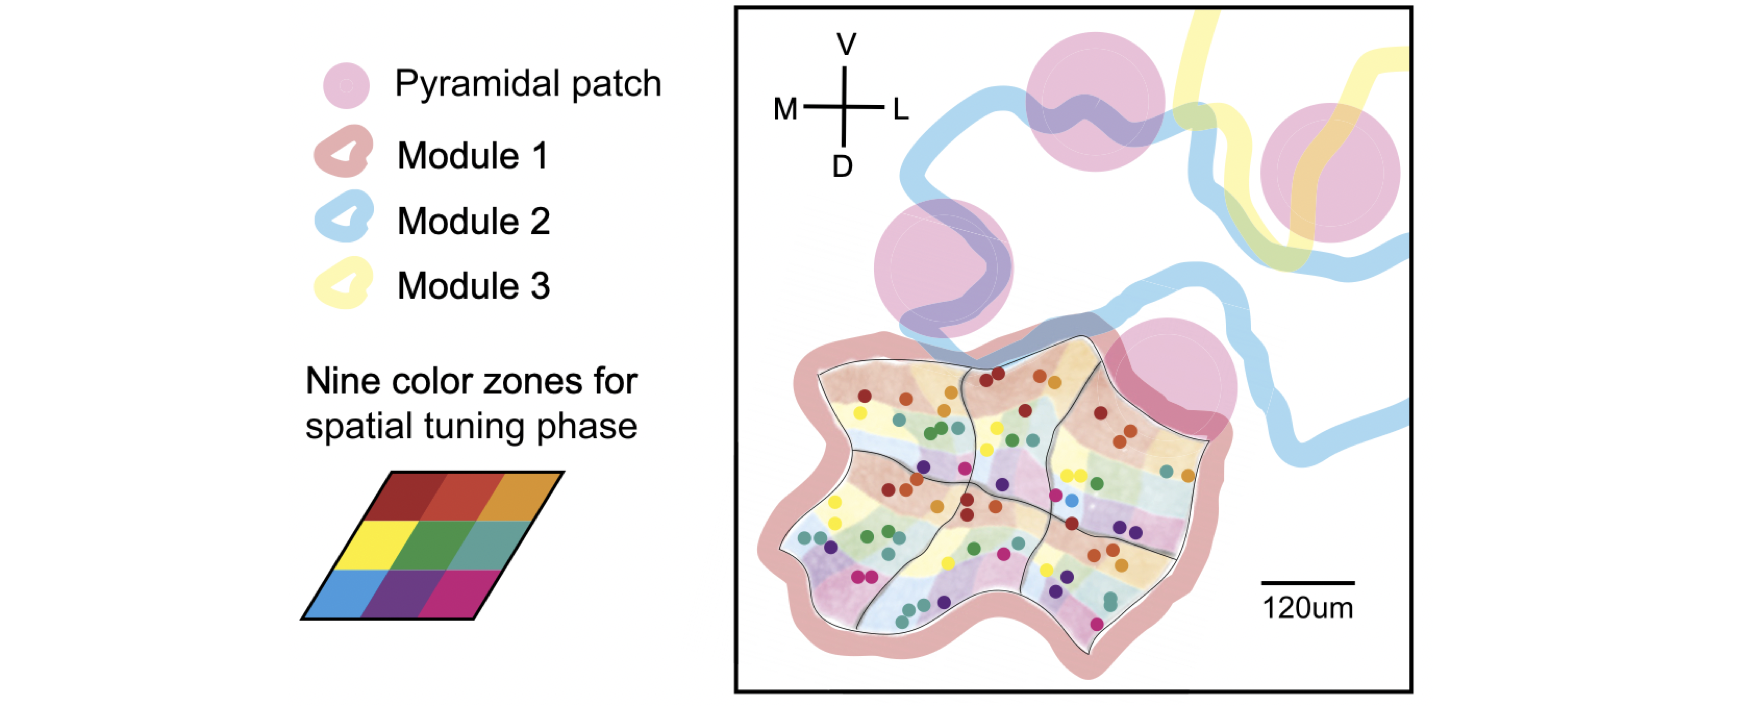 Pyramidal patch
Module 1
Module 2
Module 3
Nine color zones for
spatial tuning phase
V
M L
D
120um